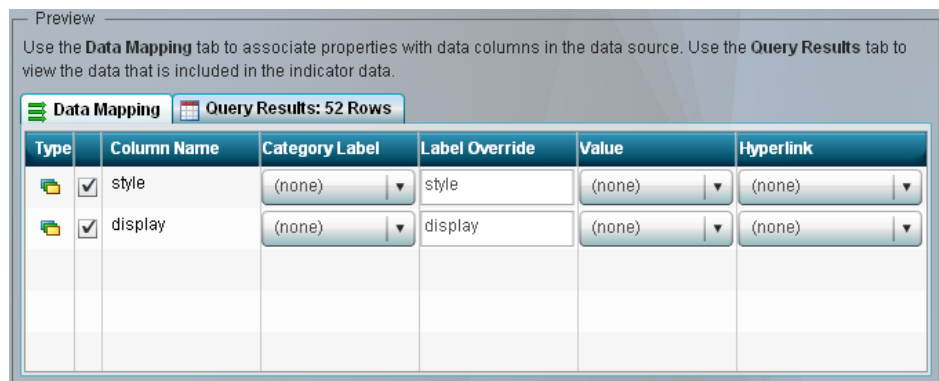 Preview
Use the Data Mapping tab to associate properties with data columns in the data source. Use the Query Results tab to
view the data that is included in the indicator data.
Data Mapping Query Results: 52 Rows
Type Column Name Category Label Label Override Value Hyperlink
style (none) style (none) (none)
display (none) display (none) (none)